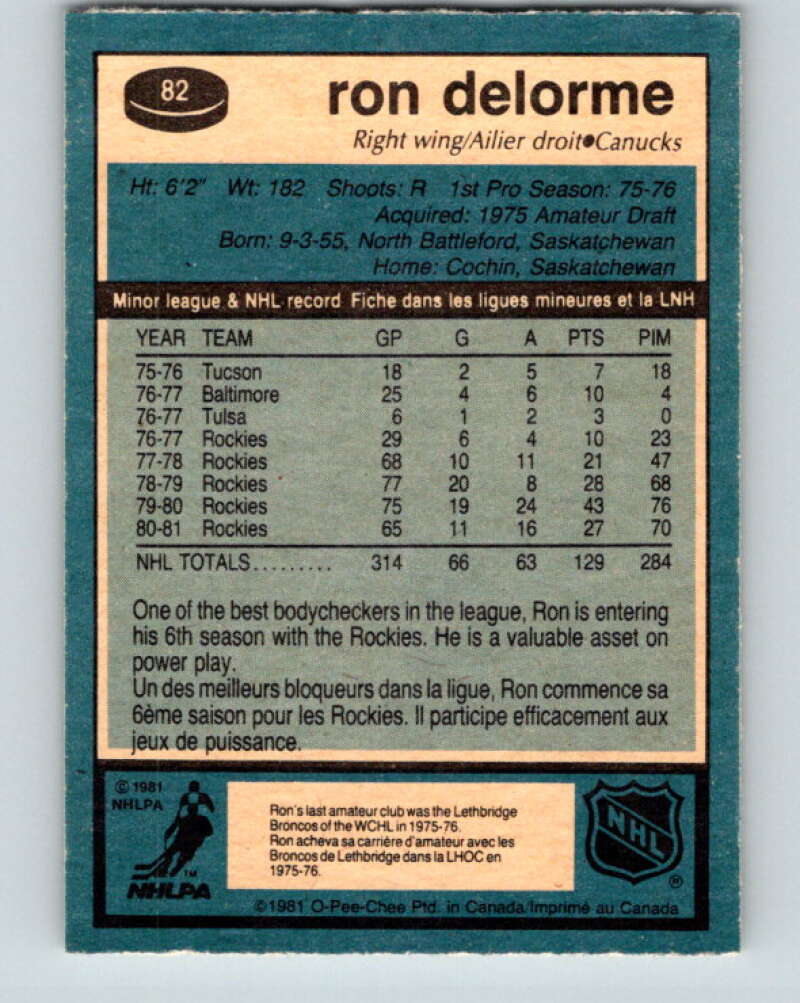 82
ron delorme
Right wing/Ailier droit●Canucks
Ht: 6'2" Wt: 182 Shoots: R 1st Pro Season: 75-76
Acquired: 1975 Amateur Draft
Born: 9-3-55, North Battleford, Saskatchewan
Home: Cochin, Saskatchewan
Minor league & NHL record Fiche dans les ligues mineures et la LNH
YEAR TEAM GP G A PTS PIM
75-76 Tucson 18 2 5 7 18
76-77 Baltimore 25 4 6 10 4
76-77 Tulsa 6 1 2 3 0
76-77 Rockies 29 6 4 10 23
77-78 Rockies 68 10 11 21 47
78-79 Rockies 77 20 8 28 68
79-80 Rockies 75 19 24 43 76
80-81 Rockies 65 11 16 27 70
NHL TOTALS......... 314 66 63 129 284
One of the best bodycheckers in the league, Ron is entering
his 6th season with the Rockies. He is a valuable asset on
power play.
Un des meilleurs bloqueurs dans la ligue, Ron commence sa
6ème saison pour les Rockies. Il participe efficacement aux
jeux de puissance.
© 1981
NHLPA
TM
NHLPA
Ron's last amateur club was the Lethbridge
Broncos of the WCHL in 1975-76.
Ron acheva sa carrière d'amateur avec les
Broncos de Lethbridge dans la LHOC en
1975-76.
NHL
®
©1981 O-Pee-Chee Ptd. in Canada/Imprimé au Canada